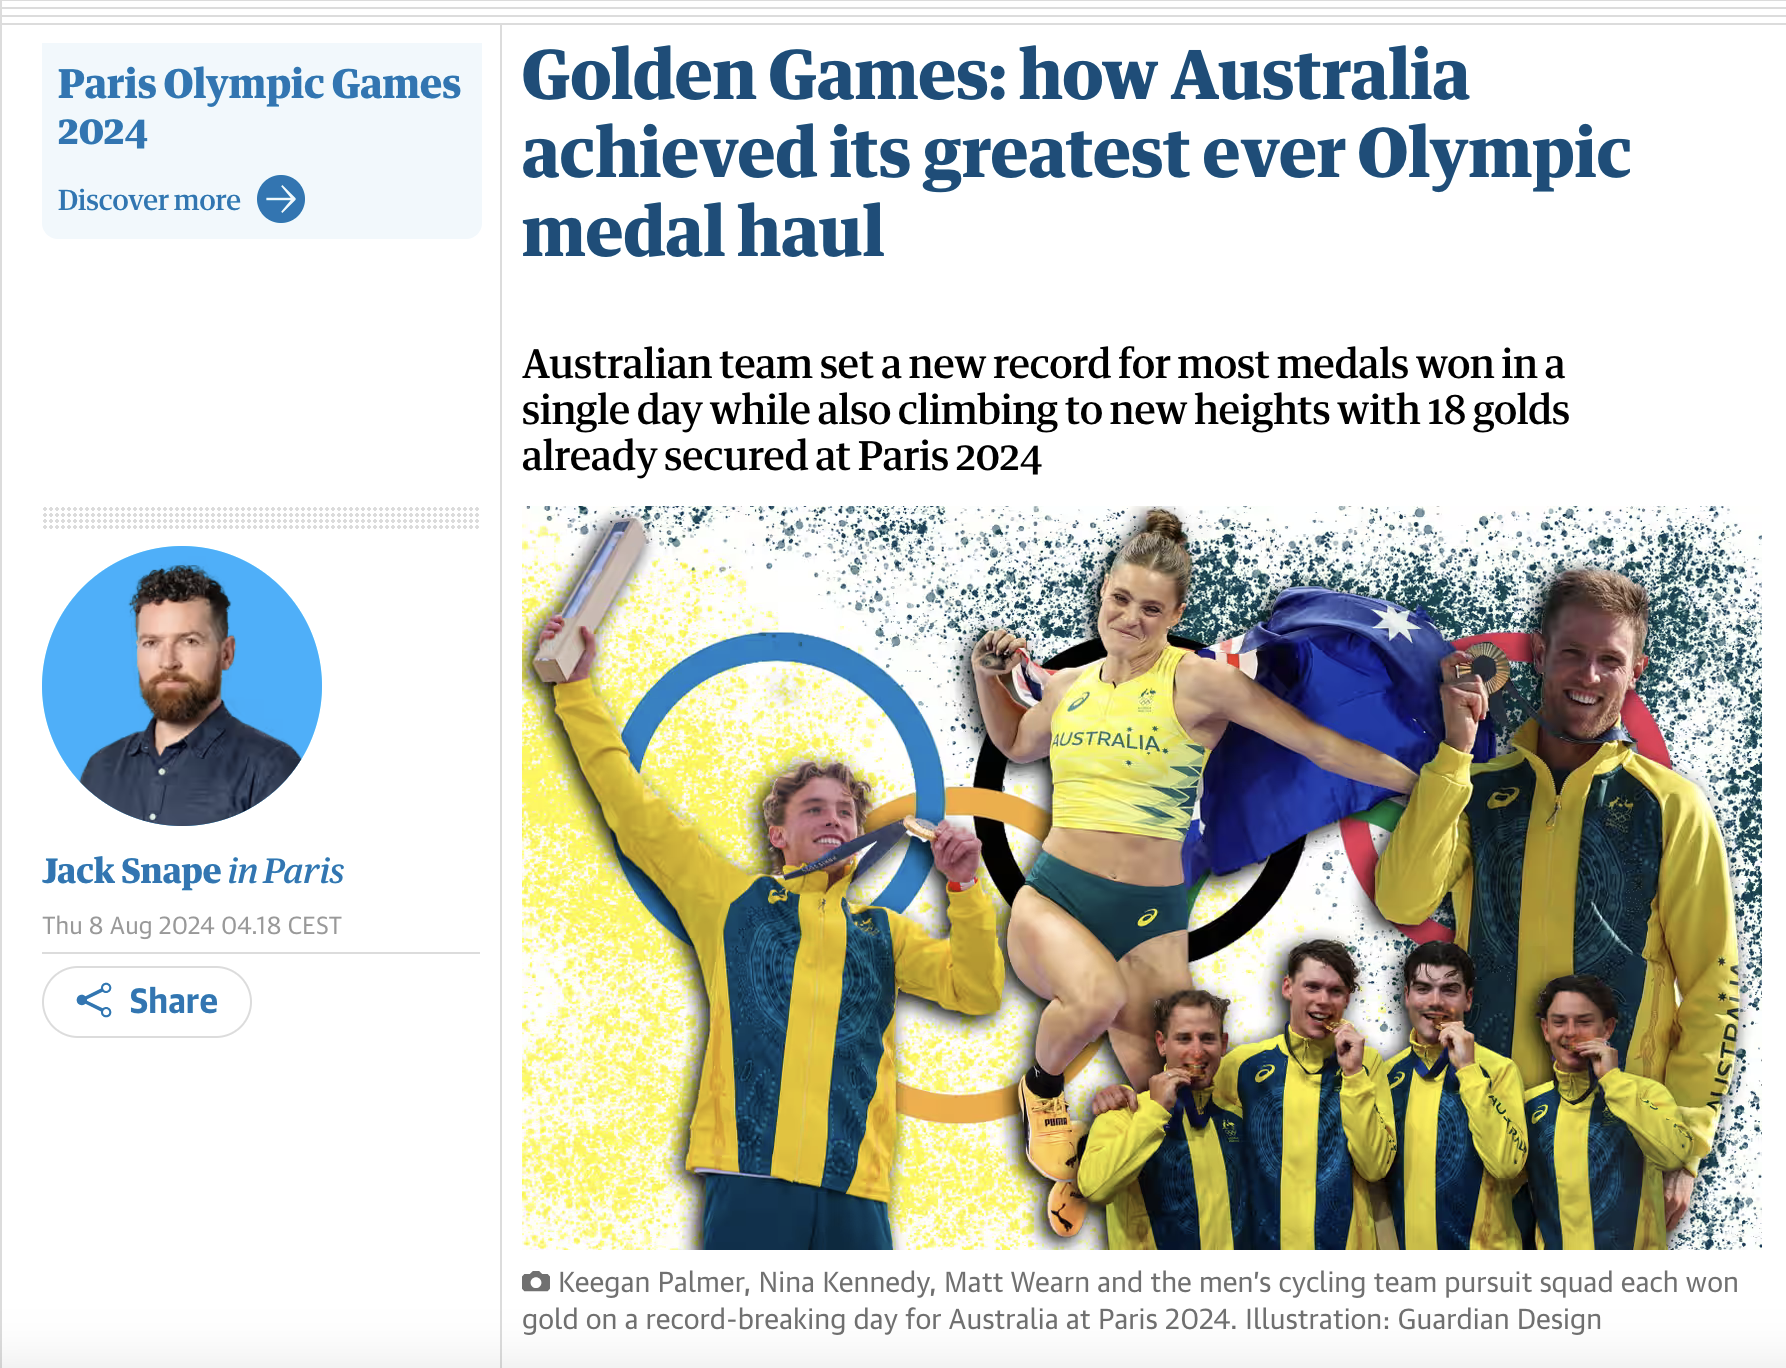 Paris Olympic Games
2024
Discover more
Golden Games: how Australia
achieved its greatest ever Olympic
medal haul
Australian team set a new record for most medals won in a
single day while also climbing to new heights with 18 golds
already secured at Paris 2024
Jack Snape in Paris
Thu 8 Aug 2024 04.18 CEST
Share
AUSTRALIA
AUSTRALIA
PUMA
AUSTRALIA
Keegan Palmer, Nina Kennedy, Matt Wearn and the men's cycling team pursuit squad each won
gold on a record-breaking day for Australia at Paris 2024. Illustration: Guardian Design